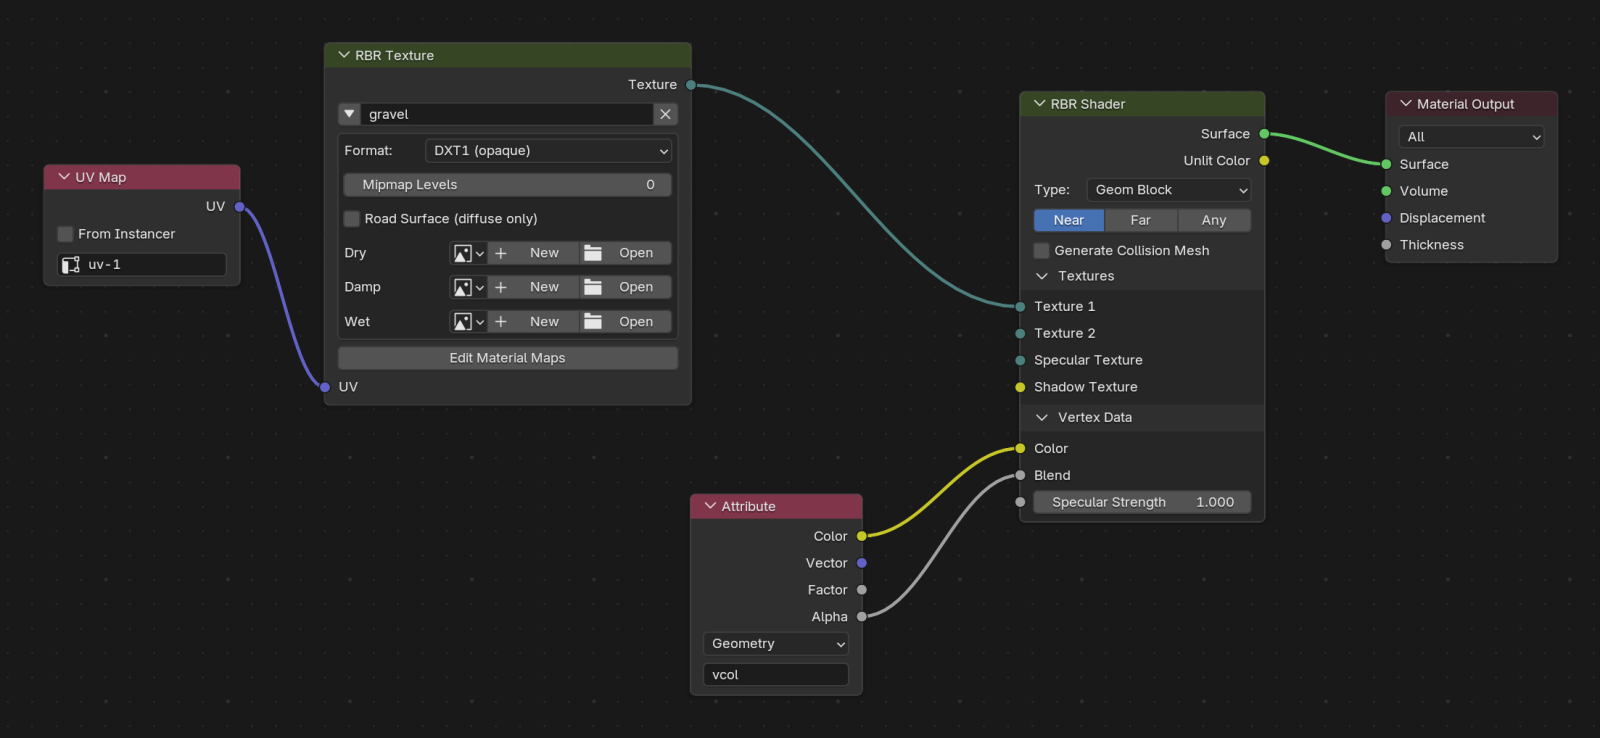 UV Map
UV
From Instancer
uv-1
RBR Texture
Texture
gravel
Format: DXT1 (opaque)
Mipmap Levels 0
Road Surface (diffuse only)
Dry New Open
Damp New Open
Wet New Open
Edit Material Maps
UV
Attribute
Color
Vector
Factor
Alpha
Geometry
vcol
RBR Shader
Surface
Unlit Color
Type: Geom Block
Near Far Any
Generate Collision Mesh
Textures
Texture 1
Texture 2
Specular Texture
Shadow Texture
Vertex Data
Color
Blend
Specular Strength 1.000
Material Output
All
Surface
Volume
Displacement
Thickness